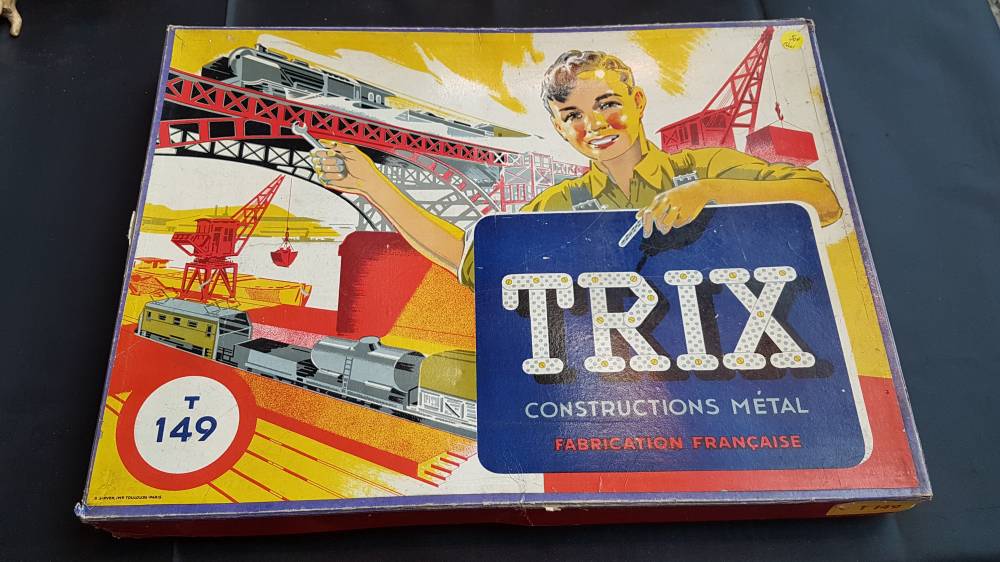 TRIX
CONSTRUCTIONS MÉTAL
FABRICATION FRANÇAISE
T
149
T 149